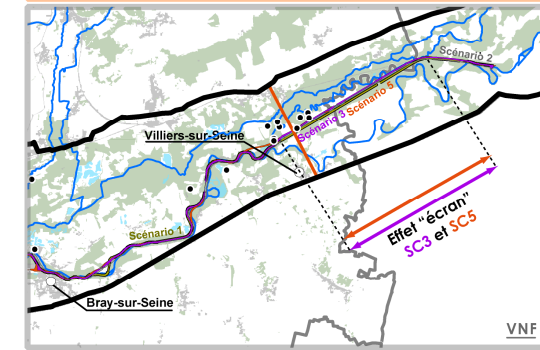 Scénario 2
Villiers-sur-Seine
Scénario 3
Scénario 5
Scénario 1
Effet "écran"
SC3 et SC5
Bray-sur-Seine
VNF